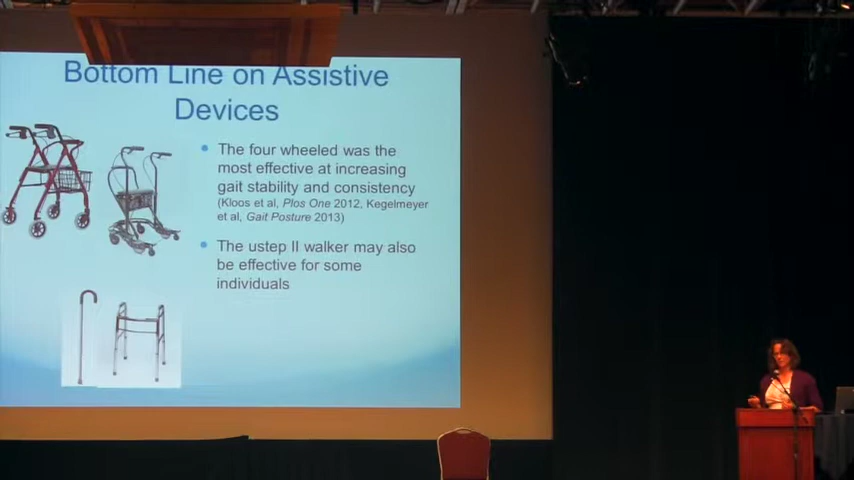 Bottom Line on Assistive
Devices
The four wheeled was the
most effective at increasing
gait stability and consistency
(Kloos et al, Plos One 2012, Kegelmeyer
et al, Gait Posture 2013)
The ustep II walker may also
be effective for some
individuals